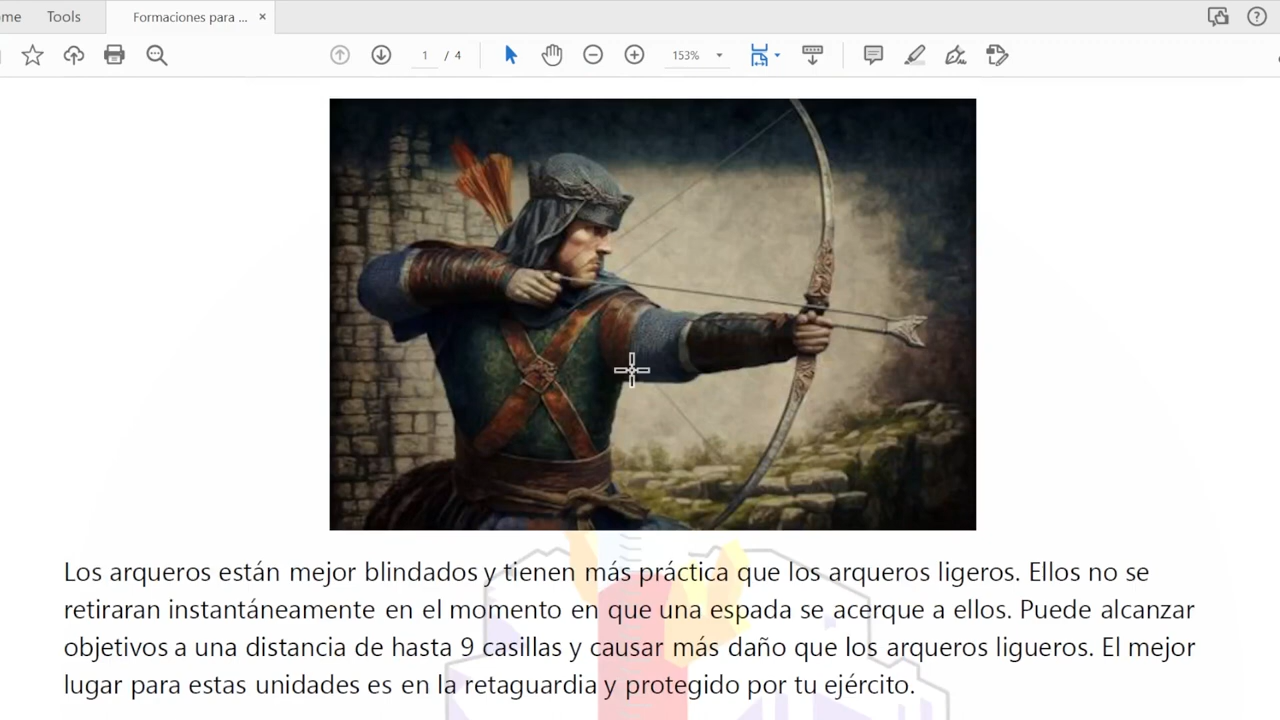 ome Tools Formaciones para ... ×
1 / 4 153%
Los arqueros están mejor blindados y tienen más práctica que los arqueros ligeros. Ellos no se
retiraran instantáneamente en el momento en que una espada se acerque a ellos. Puede alcanzar
objetivos a una distancia de hasta 9 casillas y causar más daño que los arqueros ligueros. El mejor
lugar para estas unidades es en la retaguardia y protegido por tu ejército.